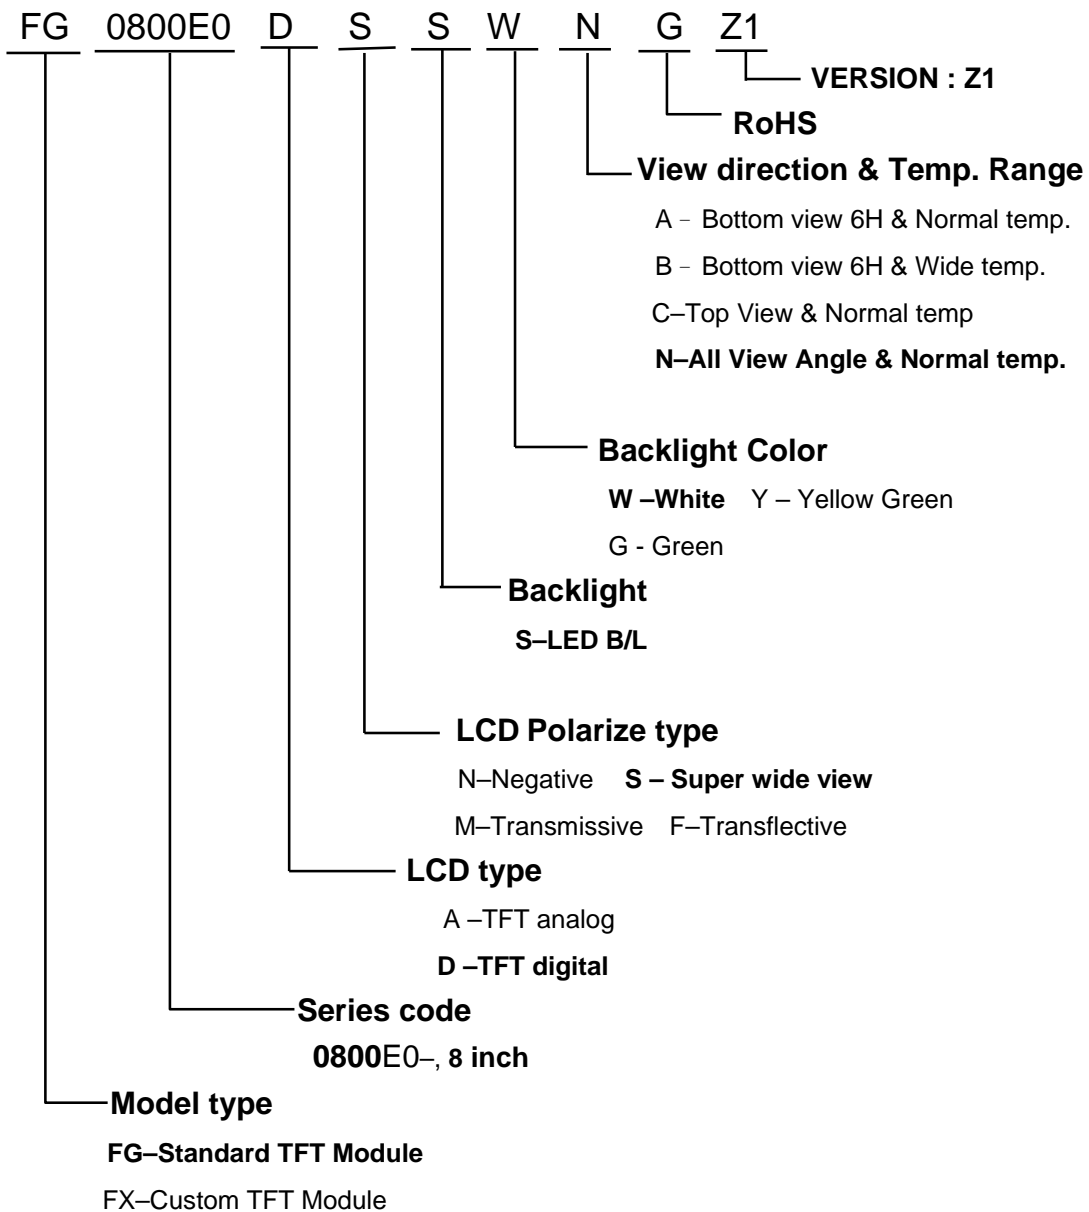 FG 0800E0 D S S W N G Z1
VERSION : Z1
RoHS
View direction & Temp. Range
A – Bottom view 6H & Normal temp.
B – Bottom view 6H & Wide temp.
C–Top View & Normal temp
N–All View Angle & Normal temp.
Backlight Color
W –White Y – Yellow Green
G - Green
Backlight
S–LED B/L
LCD Polarize type
N–Negative S – Super wide view
M–Transmissive F–Transflective
LCD type
A –TFT analog
D –TFT digital
Series code
0800E0–, 8 inch
Model type
FG–Standard TFT Module
FX–Custom TFT Module